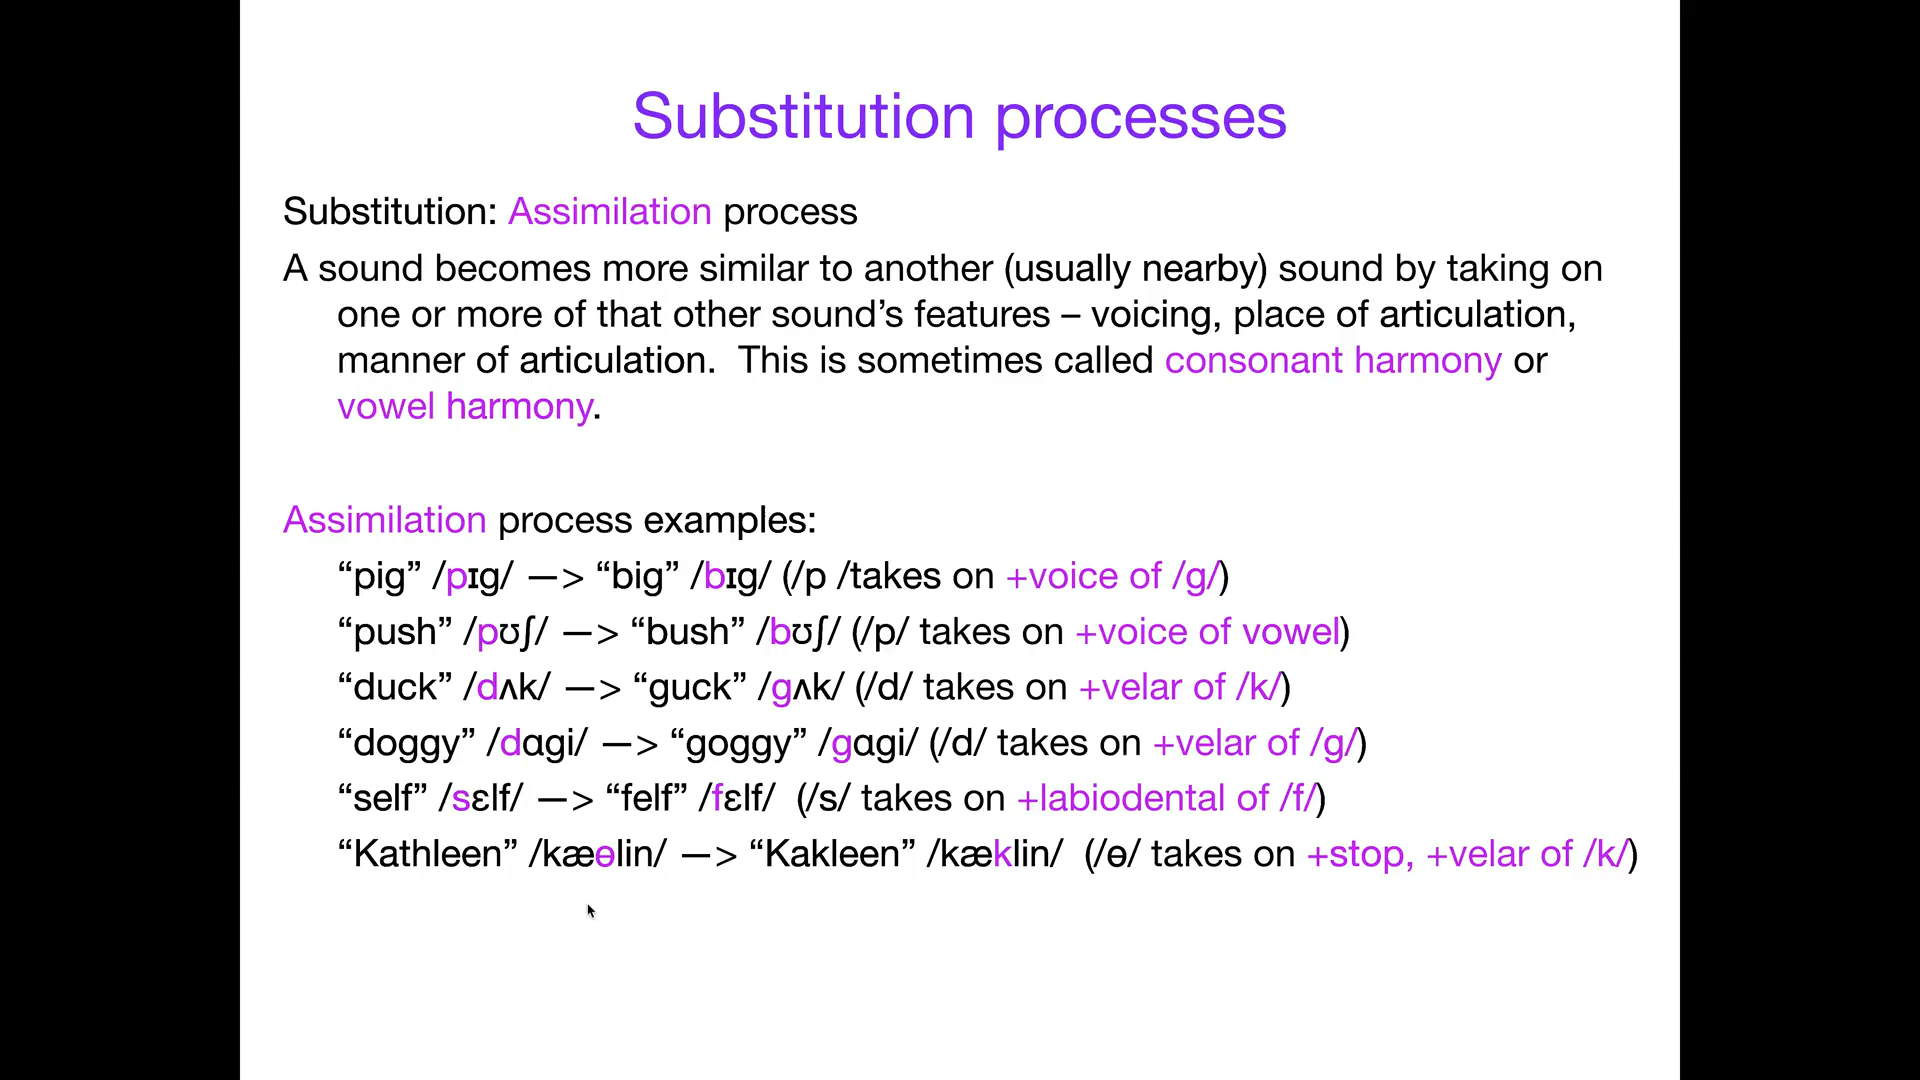 Substitution processes
Substitution: Assimilation process
A sound becomes more similar to another (usually nearby) sound by taking on
one or more of that other sound’s features – voicing, place of articulation,
manner of articulation.  This is sometimes called consonant harmony or
vowel harmony.
Assimilation process examples:
“pig” /pɪg/ —> “big” /bɪg/ (/p /takes on +voice of /g/)
“push” /pʊʃ/ —> “bush” /bʊʃ/ (/p/ takes on +voice of vowel)
“duck” /dʌk/ —> “guck” /gʌk/ (/d/ takes on +velar of /k/)
“doggy” /dɑgi/ —> “goggy” /gɑgi/ (/d/ takes on +velar of /g/)
“self” /sɛlf/ —> “felf” /fɛlf/  (/s/ takes on +labiodental of /f/)
“Kathleen” /kæɵlin/ —> “Kakleen” /kæklin/  (/ɵ/ takes on +stop, +velar of /k/)